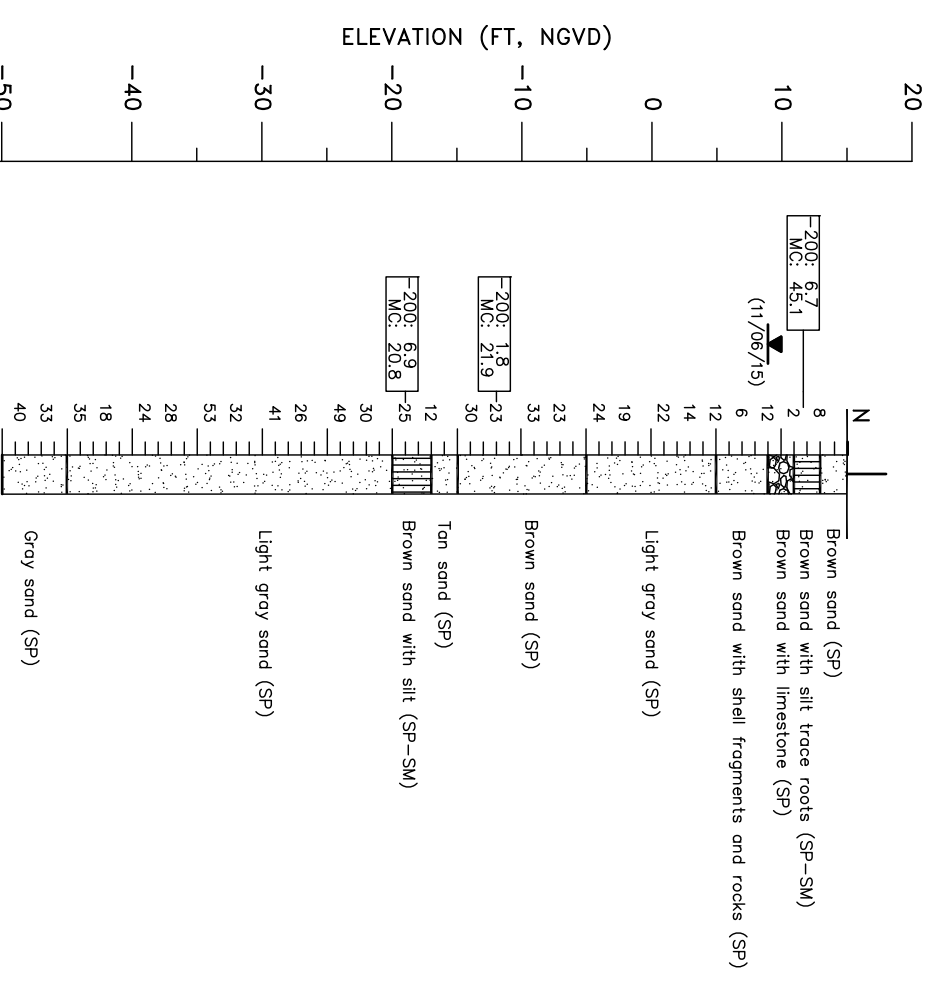 ELEVATION (FT, NGVD)
20
10
0
-10
-20
-30
-40
-50
N
8
2
12
6
12
14
22
19
24
23
33
23
30
12
25
30
49
26
41
32
53
28
24
18
35
33
40
-200: 6.7
MC: 45.1
(11/06/15)
-200: 1.8
MC: 21.9
-200: 6.9
MC: 20.8
Brown sand (SP)
Brown sand with silt trace roots (SP-SM)
Brown sand with limestone (SP)
Brown sand with shell fragments and rocks (SP)
Light gray sand (SP)
Brown sand (SP)
Tan sand (SP)
Brown sand with silt (SP-SM)
Light gray sand (SP)
Gray sand (SP)